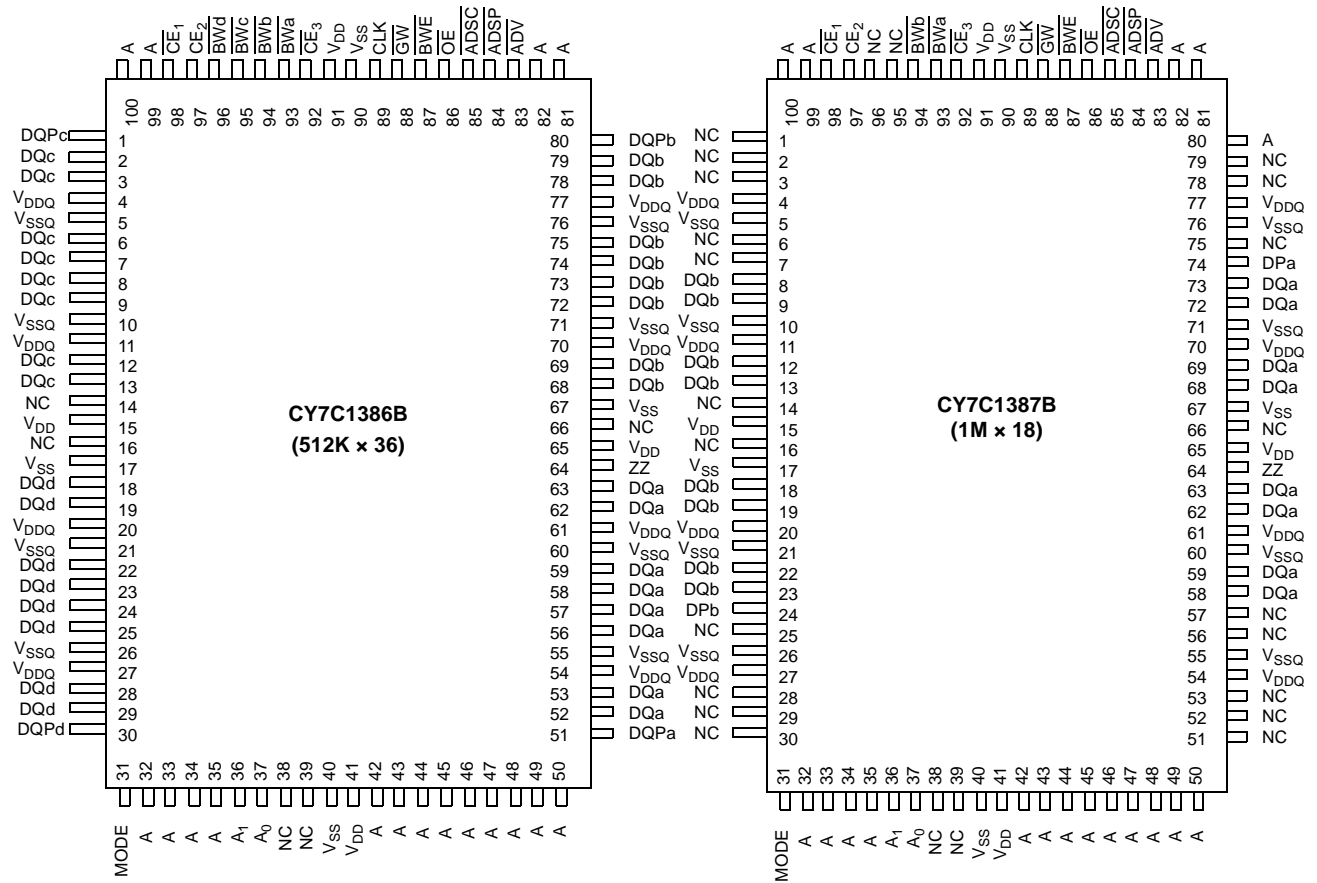 A A CE1 CE2 BWd BWc BWb BWa CE3 VDD VSS CLK GW BWE OE ADSC ADSP ADV A A
100 99 98 97 96 95 94 93 92 91 90 89 88 87 86 85 84 83 82 81
DQPc 1
DQc 2
DQc 3
VDDQ 4
VSSQ 5
DQc 6
DQc 7
DQc 8
DQc 9
VSSQ 10
VDDQ 11
DQc 12
DQc 13
NC 14
VDD 15
NC 16
VSS 17
DQd 18
DQd 19
VDDQ 20
VSSQ 21
DQd 22
DQd 23
DQd 24
DQd 25
VSSQ 26
VDDQ 27
DQd 28
DQd 29
DQPd 30
CY7C1386B
(512K × 36)
80 DQPb
79 DQb
78 DQb
77 VDDQ
76 VSSQ
75 DQb
74 DQb
73 DQb
72 DQb
71 VSSQ
70 VDDQ
69 DQb
68 DQb
67 VSS
66 NC
65 VDD
64 ZZ
63 DQa
62 DQa
61 VDDQ
60 VSSQ
59 DQa
58 DQa
57 DQa
56 DQa
55 VSSQ
54 VDDQ
53 DQa
52 DQa
51 DQPa
31 32 33 34 35 36 37 38 39 40 41 42 43 44 45 46 47 48 49 50
MODE A A A A A1 A0 NC NC VSS VDD A A A A A A A A A
A A CE1 CE2 NC NC BWb BWa CE3 VDD VSS CLK GW BWE OE ADSC ADSP ADV A A
100 99 98 97 96 95 94 93 92 91 90 89 88 87 86 85 84 83 82 81
NC 1
NC 2
NC 3
VDDQ 4
VSSQ 5
NC 6
NC 7
DQb 8
DQb 9
VSSQ 10
VDDQ 11
DQb 12
DQb 13
NC 14
VDD 15
NC 16
VSS 17
DQb 18
DQb 19
VDDQ 20
VSSQ 21
DQb 22
DQb 23
DPb 24
NC 25
VSSQ 26
VDDQ 27
NC 28
NC 29
NC 30
CY7C1387B
(1M × 18)
80 A
79 NC
78 NC
77 VDDQ
76 VSSQ
75 NC
74 DPa
73 DQa
72 DQa
71 VSSQ
70 VDDQ
69 DQa
68 DQa
67 VSS
66 NC
65 VDD
64 ZZ
63 DQa
62 DQa
61 VDDQ
60 VSSQ
59 DQa
58 DQa
57 NC
56 NC
55 VSSQ
54 VDDQ
53 NC
52 NC
51 NC
31 32 33 34 35 36 37 38 39 40 41 42 43 44 45 46 47 48 49 50
MODE A A A A A1 A0 NC NC VSS VDD A A A A A A A A A